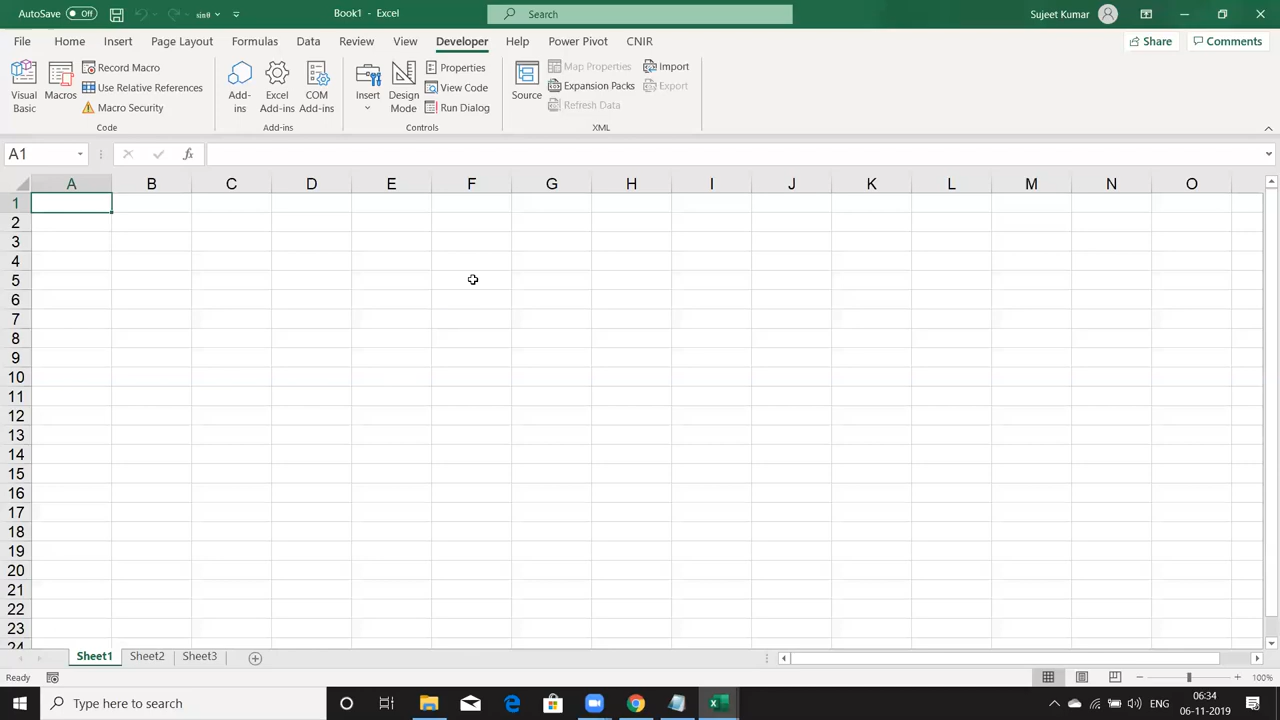 AutoSave Off sinθ Book1 - Excel Search Sujeet Kumar
File Home Insert Page Layout Formulas Data Review View Developer Help Power Pivot CNIR Share Comments
Visual Basic
Macros
Record Macro
Use Relative References
Macro Security
Code
Add-ins
Excel Add-ins
COM Add-ins
Add-ins
Insert
Design Mode
Properties
View Code
Run Dialog
Controls
Source
Map Properties
Expansion Packs
Refresh Data
Import
Export
XML
A1 fx
A B C D E F G H I J K L M N O
1
2
3
4
5
6
7
8
9
10
11
12
13
14
15
16
17
18
19
20
21
22
23
24
Sheet1 Sheet2 Sheet3
Ready 100%
Type here to search
06:34
06-11-2019